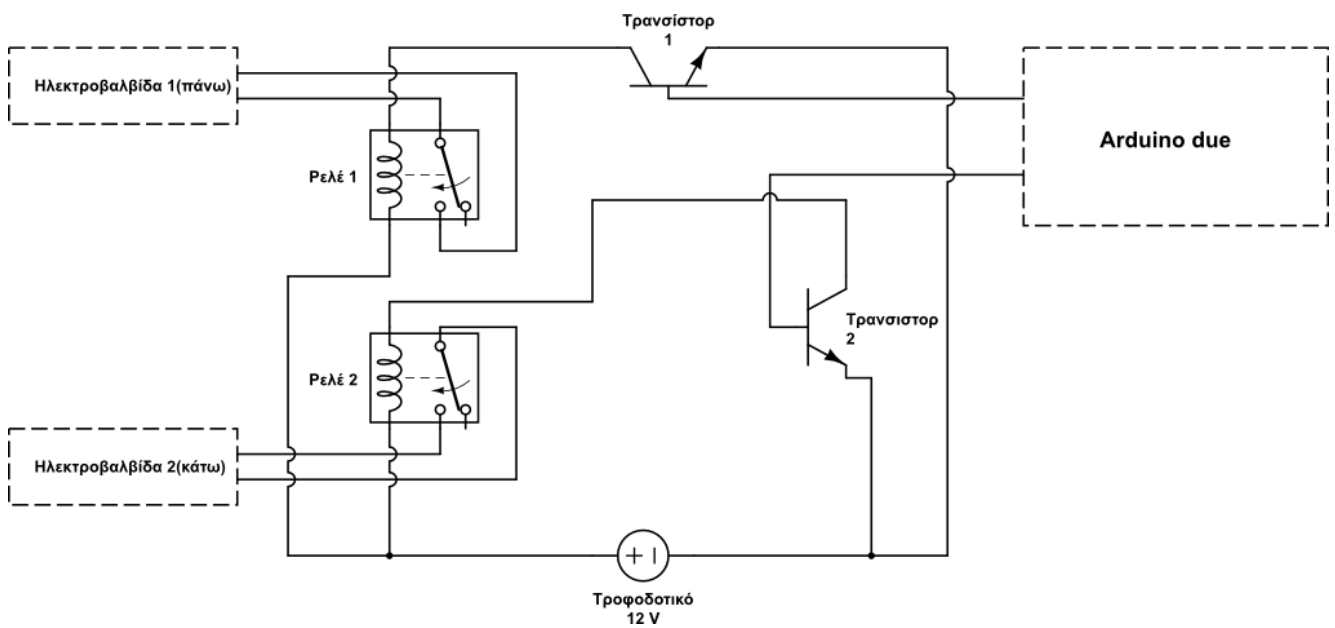 Τρανσίστορ
1
Ηλεκτροβαλβίδα 1(πάνω)
Arduino due
Ρελέ 1
Τρανσιστορ
2
Ρελέ 2
Ηλεκτροβαλβίδα 2(κάτω)
Τροφοδοτικό
12 V